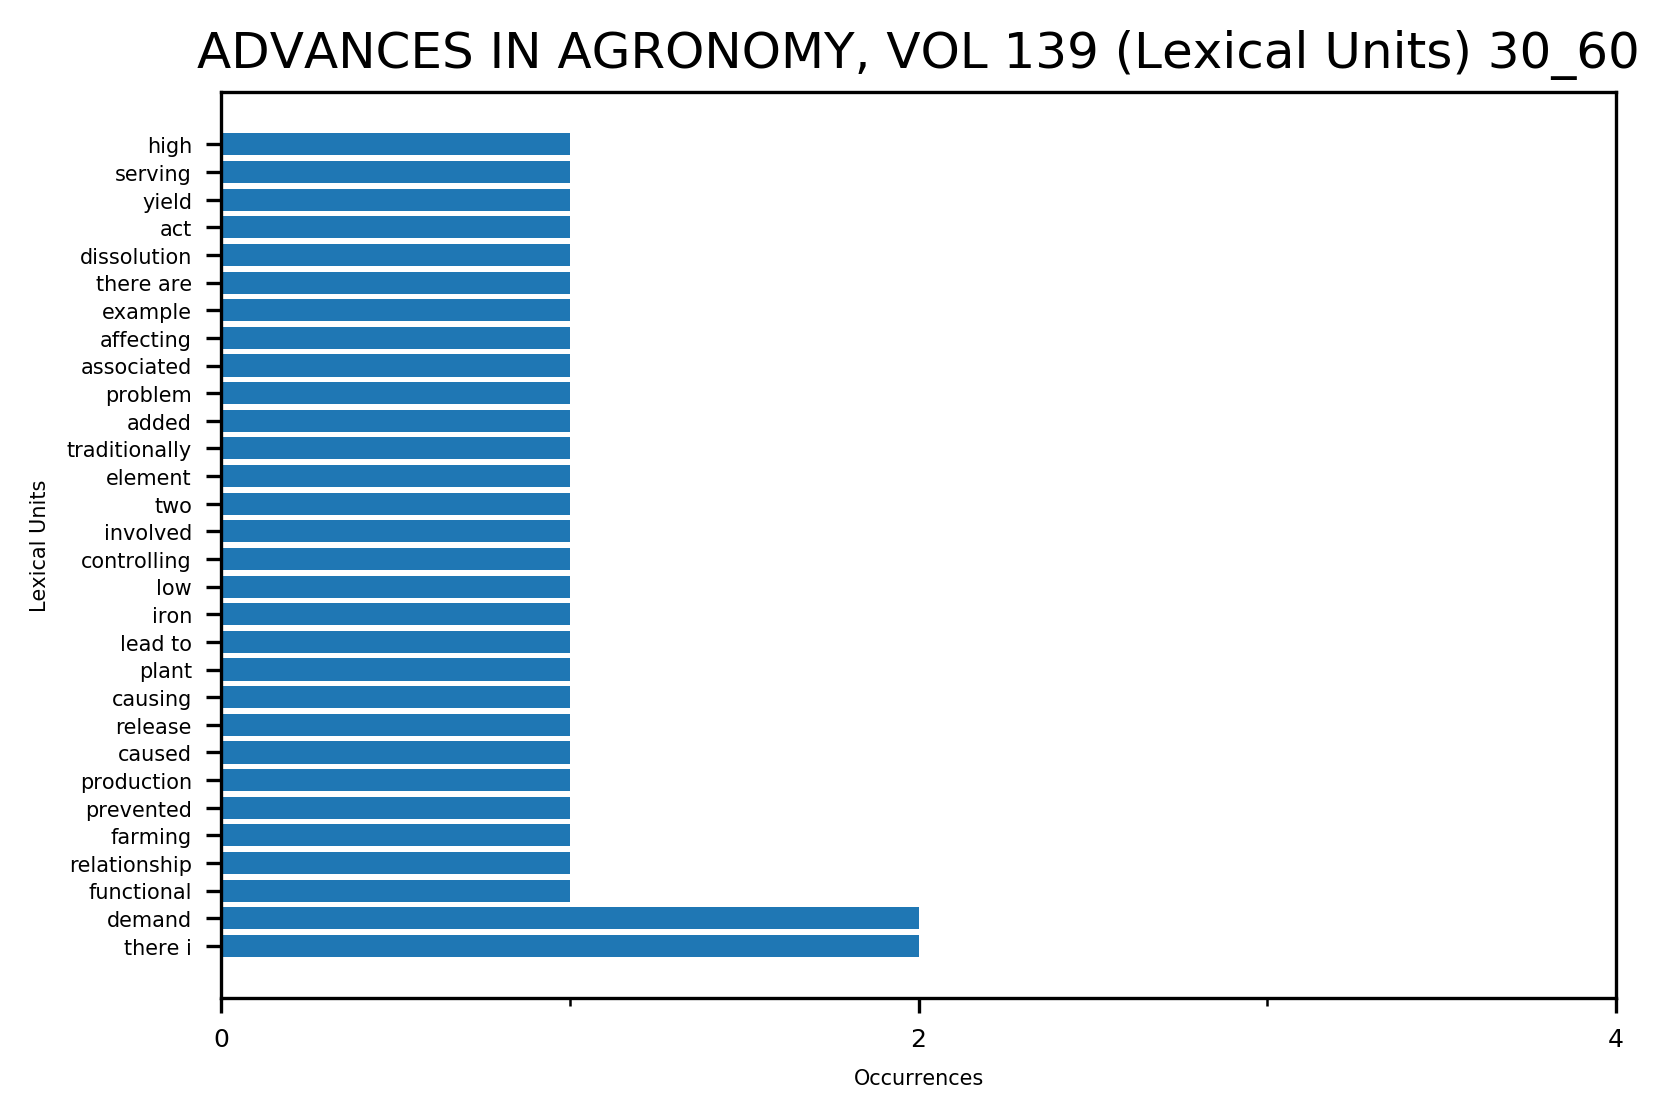 ADVANCES IN AGRONOMY, VOL 139 (Lexical Units) 30_60
high
serving
yield
act
dissolution
there are
example
affecting
associated
problem
added
traditionally
element
two
involved
controlling
low
iron
lead to
plant
causing
release
caused
production
prevented
farming
relationship
functional
demand
there i
Lexical Units
0 2 4
Occurrences